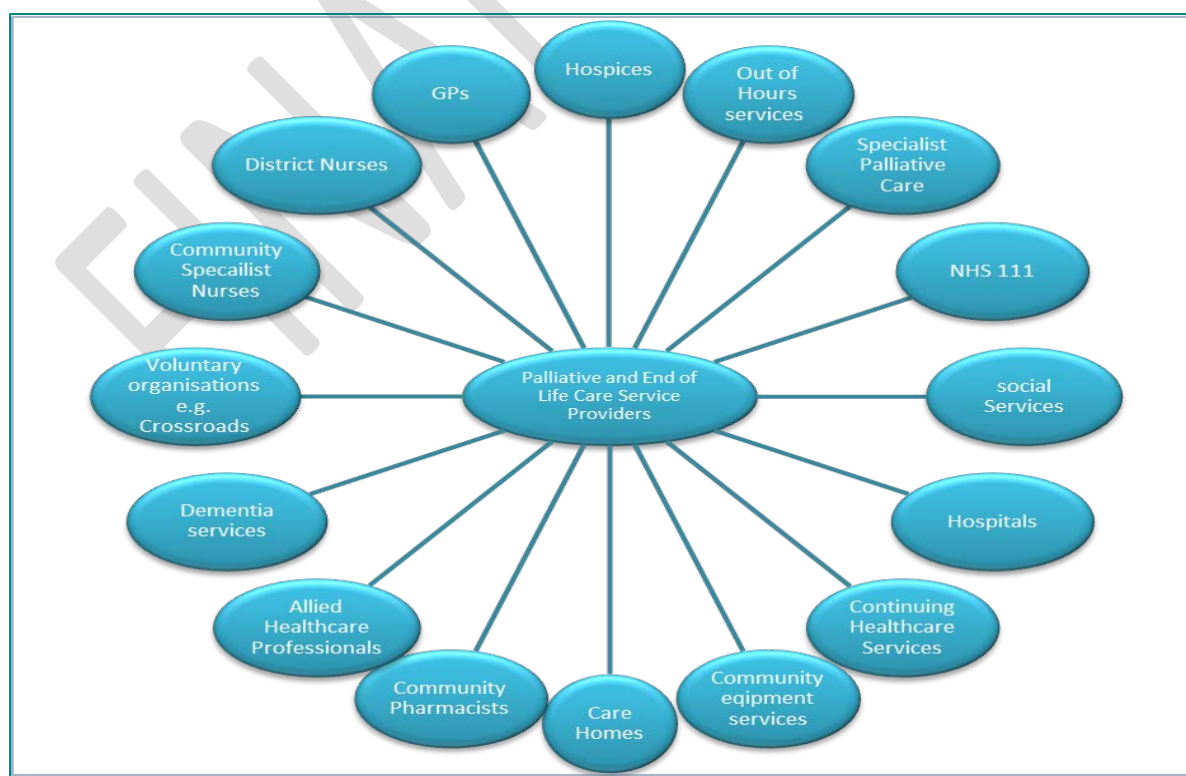 Hospices
Out of
Hours
services
Specialist
Palliative
Care
NHS 111
social
Services
Hospitals
Continuing
Healthcare
Services
Community
eqipment
services
Care
Homes
Community
Pharmacists
Allied
Healthcare
Professionals
Dementia
services
Voluntary
organisations
e.g.
Crossroads
Community
Specailist
Nurses
District Nurses
GPs
Palliative and End of
Life Care Service
Providers